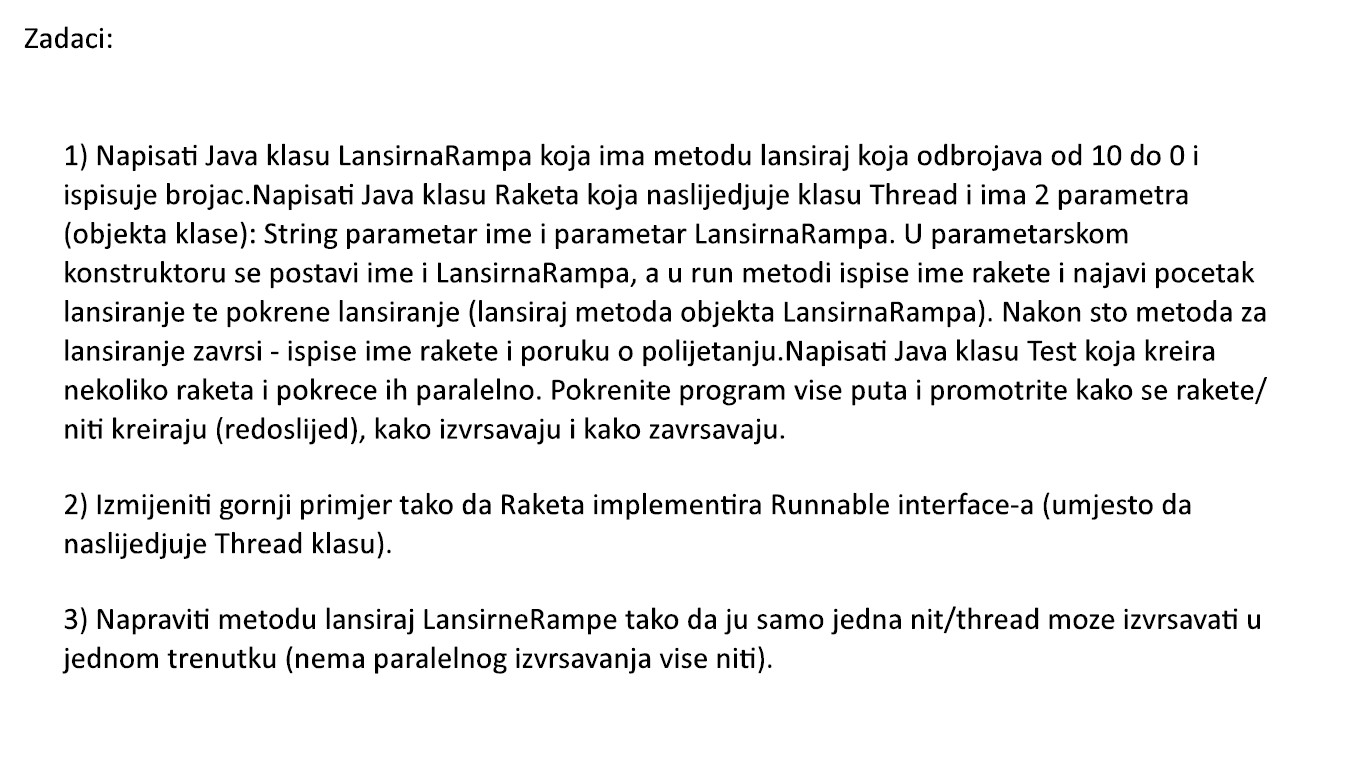 Zadaci:
1) Napisati Java klasu LansirnaRampa koja ima metodu lansiraj koja odbrojava od 10 do 0 i
ispisuje brojac.Napisati Java klasu Raketa koja naslijedjuje klasu Thread i ima 2 parametra
(objekta klase): String parametar ime i parametar LansirnaRampa. U parametarskom
konstruktoru se postavi ime i LansirnaRampa, a u run metodi ispise ime rakete i najavi pocetak
lansiranje te pokrene lansiranje (lansiraj metoda objekta LansirnaRampa). Nakon sto metoda za
lansiranje zavrsi - ispise ime rakete i poruku o polijetanju.Napisati Java klasu Test koja kreira
nekoliko raketa i pokrece ih paralelno. Pokrenite program vise puta i promotrite kako se rakete/
niti kreiraju (redoslijed), kako izvrsavaju i kako zavrsavaju.
2) Izmijeniti gornji primjer tako da Raketa implementira Runnable interface-a (umjesto da
naslijedjuje Thread klasu).
3) Napraviti metodu lansiraj LansirneRampe tako da ju samo jedna nit/thread moze izvrsavati u
jednom trenutku (nema paralelnog izvrsavanja vise niti).